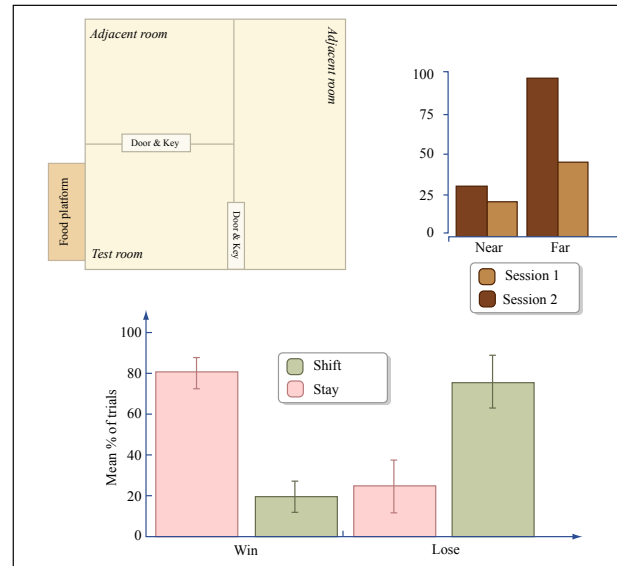 Adjacent room
Adjacent room
Door & Key
Food platform
Door & Key
Test room
100
75
50
25
0
Near
Far
Session 1
Session 2
100
80
60
40
20
0
Mean % of trials
Shift
Stay
Win
Lose